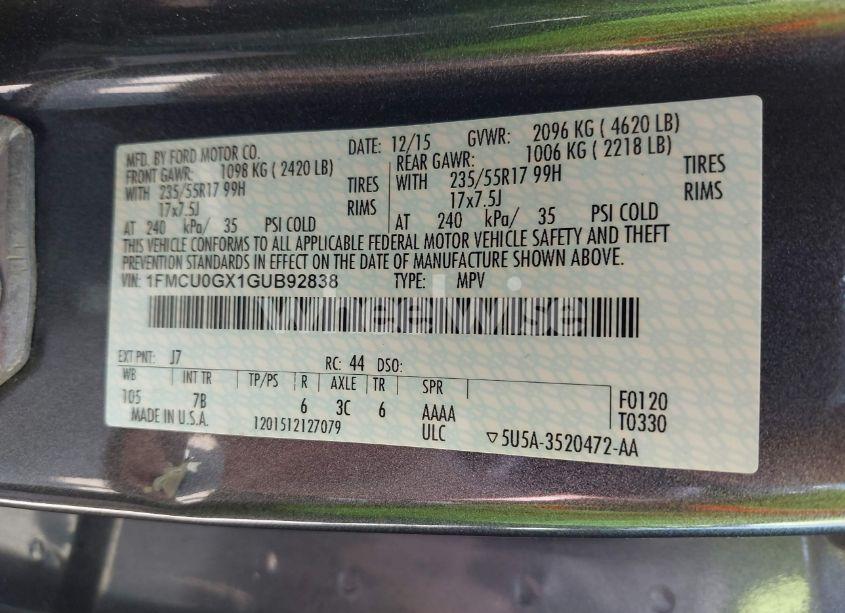 MFD. BY FORD MOTOR CO. DATE: 12/15 GVWR: 2096 KG ( 4620 LB)
FRONT GAWR: 1098 KG ( 2420 LB) REAR GAWR: 1006 KG ( 2218 LB)
WITH 235/55R17 99H TIRES WITH 235/55R17 99H TIRES
17x7.5J RIMS 17x7.5J RIMS
AT 240 kPa/ 35 PSI COLD AT 240 kPa/ 35 PSI COLD
THIS VEHICLE CONFORMS TO ALL APPLICABLE FEDERAL MOTOR VEHICLE SAFETY AND THEFT
PREVENTION STANDARDS IN EFFECT ON THE DATE OF MANUFACTURE SHOWN ABOVE.
VIN: 1FMCU0GX1GUB92838 TYPE: MPV
WheelWise
EXT PNT: J7 RC: 44 DSO:
WB INT TR TP/PS R AXLE TR SPR
105 7B 6 3C 6 AAAA F0120
MADE IN U.S.A. 1201512127079 ULC T0330
5U5A-3520472-AA